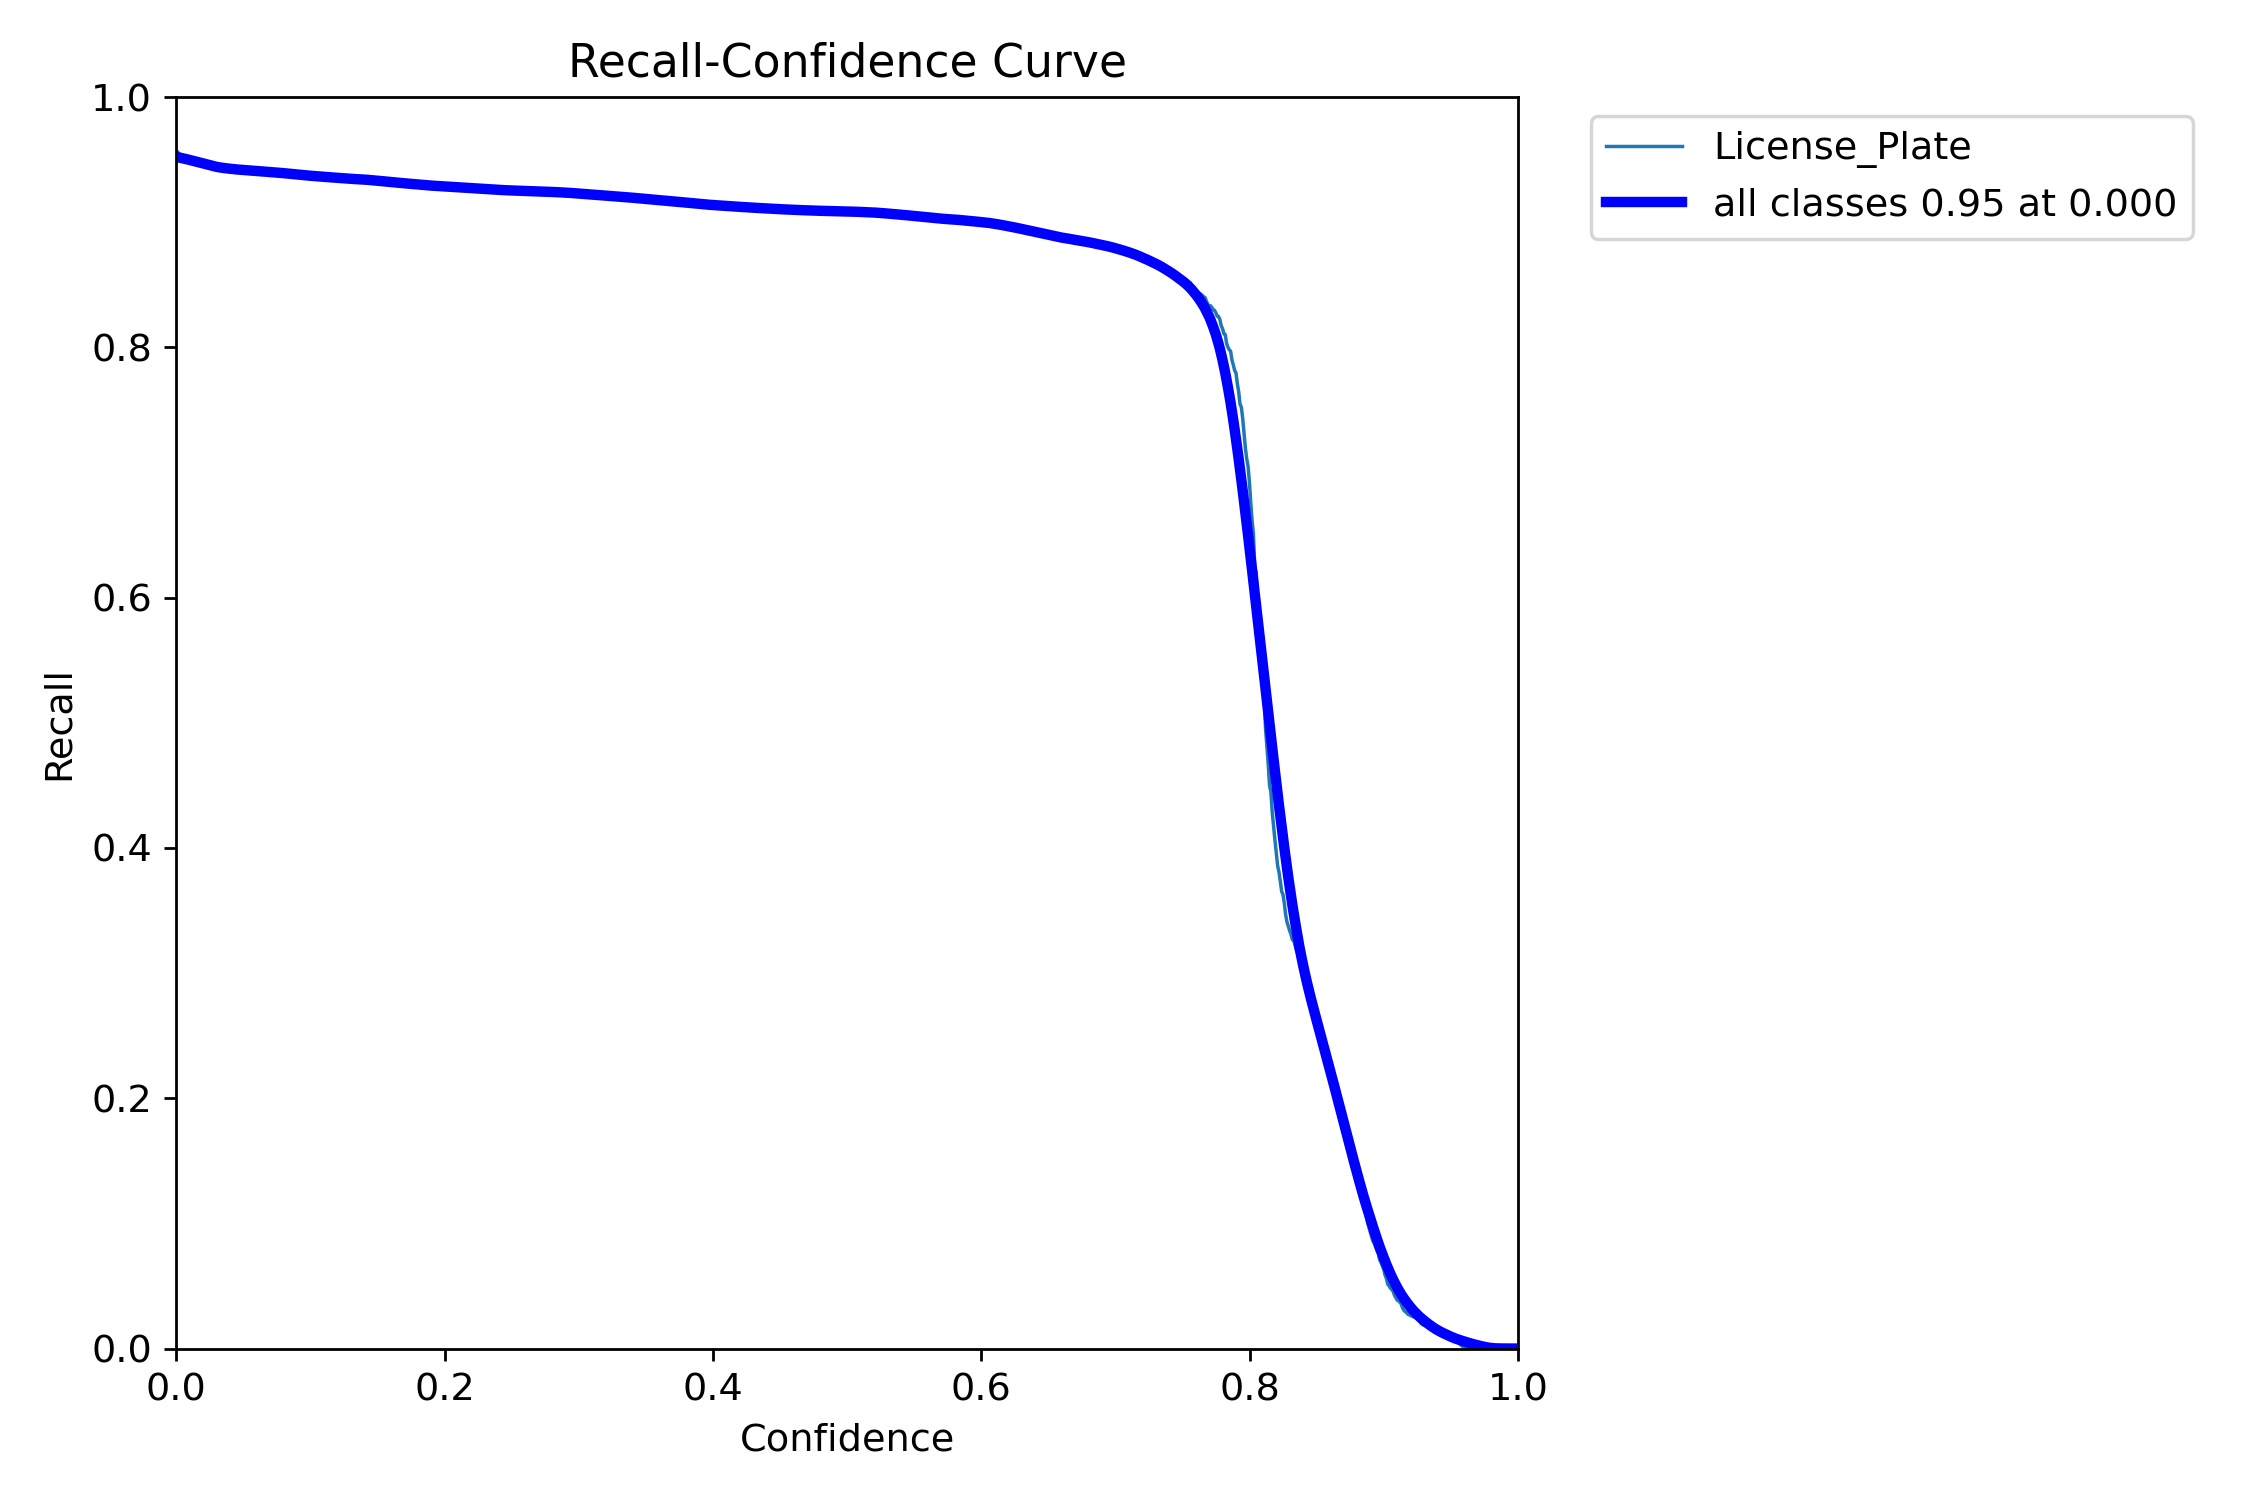 Recall-Confidence Curve
1.0
0.8
0.6
0.4
0.2
0.0
Recall
0.0 0.2 0.4 0.6 0.8 1.0
Confidence
License_Plate
all classes 0.95 at 0.000